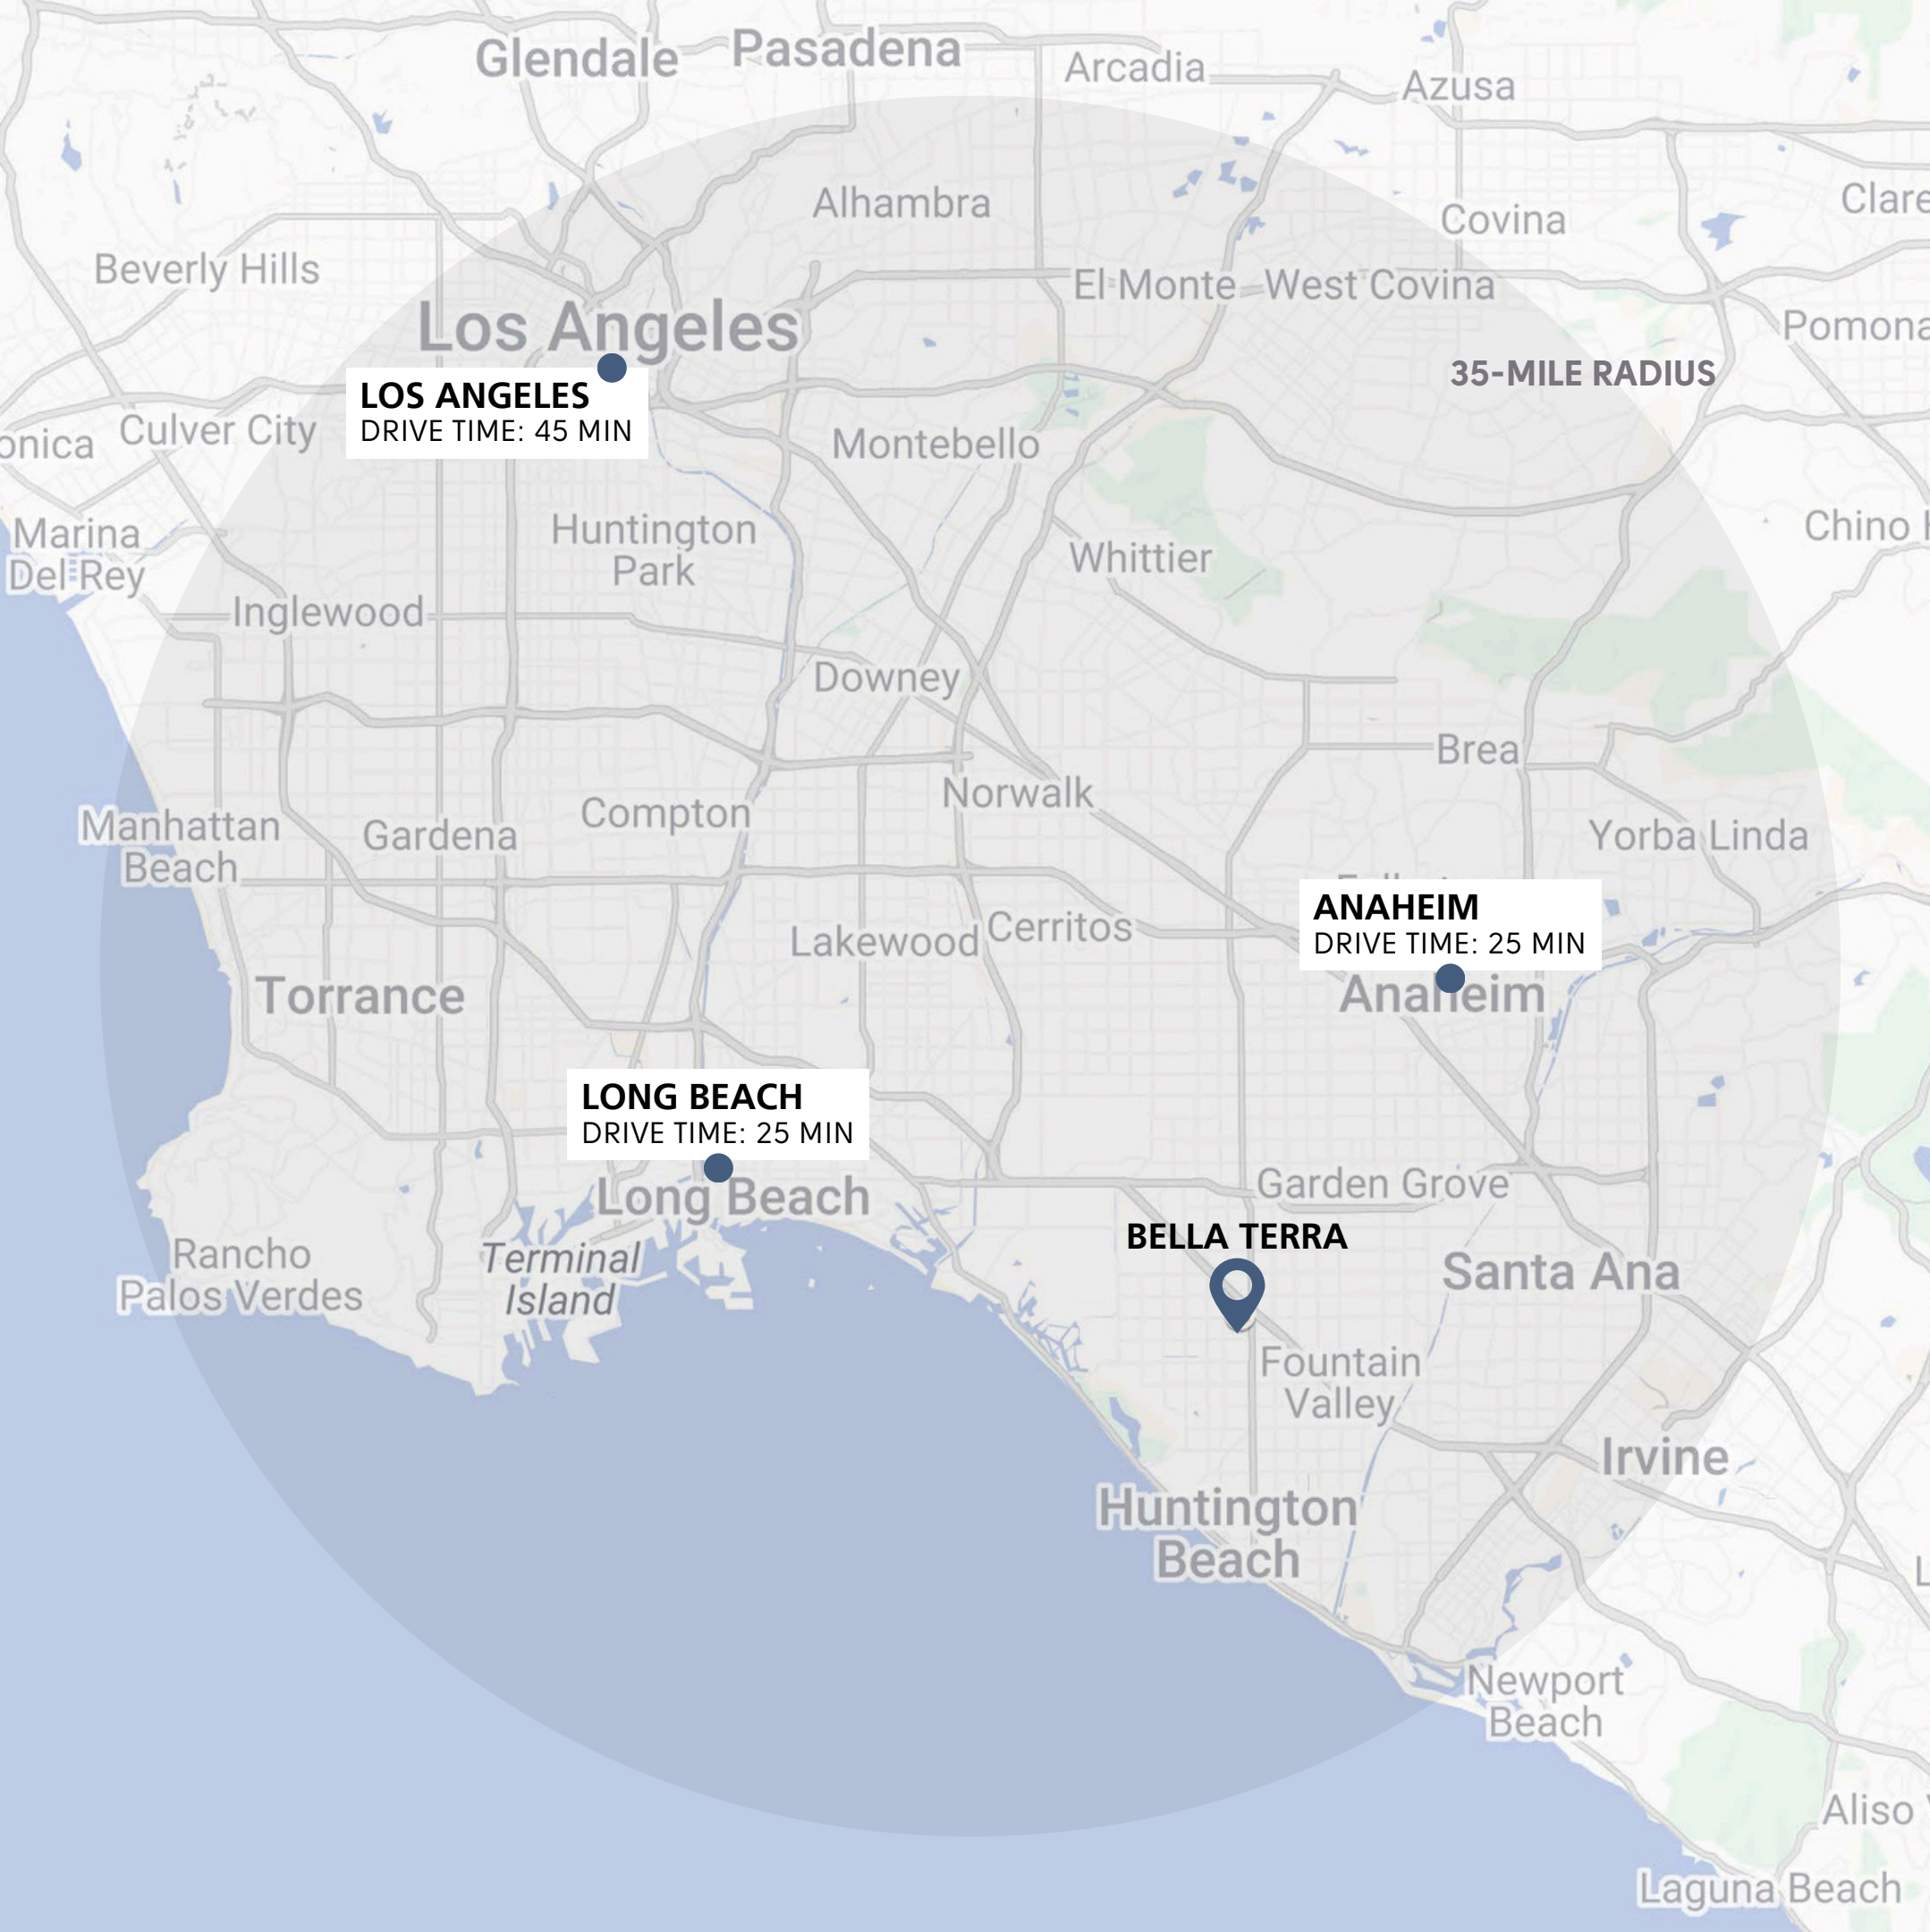 Glendale
Pasadena
Arcadia
Azusa
Alhambra
Clare
Covina
Beverly Hills
El Monte
West Covina
Los Angeles
Pomona
35-MILE RADIUS
LOS ANGELES
DRIVE TIME: 45 MIN
onica
Culver City
Montebello
Marina
Del Rey
Huntington
Park
Chino
Whittier
Inglewood
Downey
Brea
Norwalk
Compton
Manhattan
Beach
Gardena
Yorba Linda
ANAHEIM
DRIVE TIME: 25 MIN
Lakewood
Cerritos
Torrance
Anaheim
LONG BEACH
DRIVE TIME: 25 MIN
Long Beach
Garden Grove
BELLA TERRA
Rancho
Palos Verdes
Terminal
Island
Santa Ana
Fountain
Valley
Irvine
Huntington
Beach
L
Newport
Beach
Aliso
Laguna Beach